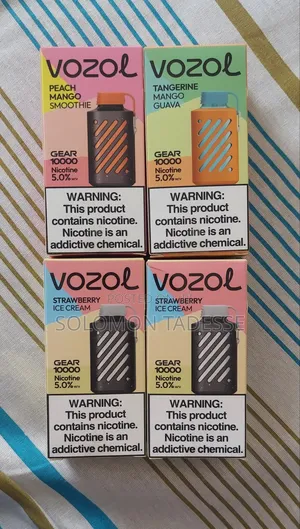 VOZOL
PEACH
MANGO
SMOOTHIE
GEAR
10000
Nicotine
5.0%
WARNING:
This product
contains nicotine.
Nicotine is an
addictive chemical.
VOZOL
TANGERINE
MANGO
GUAVA
GEAR
10000
Nicotine
5.0%
WARNING:
This product
contains nicotine.
Nicotine is an
addictive chemical.
VOZOL
STRAWBERRY
ICE CREAM
GEAR
10000
Nicotine
5.0%
WARNING:
This product
contains nicotine.
Nicotine is an
addictive chemical.
VOZOL
STRAWBERRY
ICE CREAM
GEAR
10000
Nicotine
5.0%
WARNING:
This product
contains nicotine.
Nicotine is an
addictive chemical.
SOLOMON TADESSE